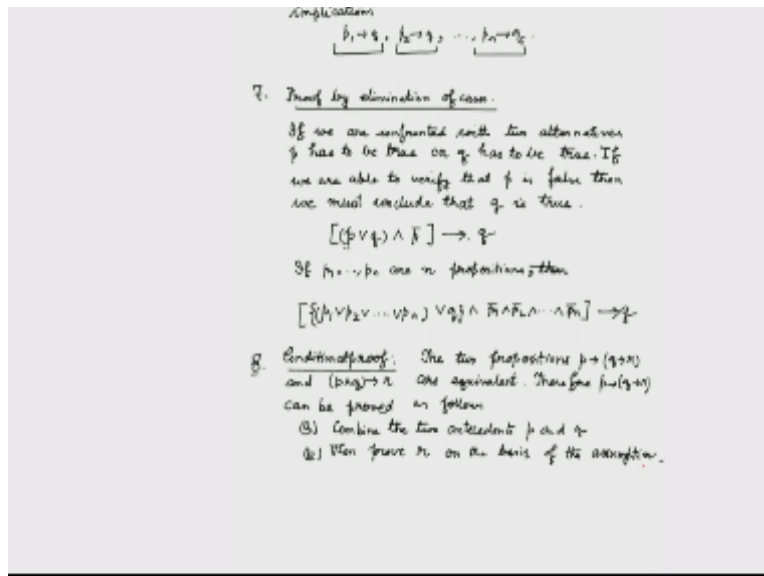 implications
p₁→q, p₂→q, ..., pₙ→q.
7. Proof by elimination of cases.
If we are confronted with two alternatives
p has to be true or q has to be true. If
we are able to verify that p is false then
we must conclude that q is true.
[(p∨q) ∧ p̅] → q
If p₁, ..., pₙ are n propositions, then
[{(p₁∨p₂∨...∨pₙ) ∨q} ∧ p̅₁∧p̅₂∧...∧p̅ₙ] → q
8. Conditional proof: The two propositions p→(q→r)
and (p∧q)→r are equivalent. Therefore p→(q→r)
can be proved as follows
(a) Combine the two antecedents p and q
(b) Then prove r, on the basis of the assumption.